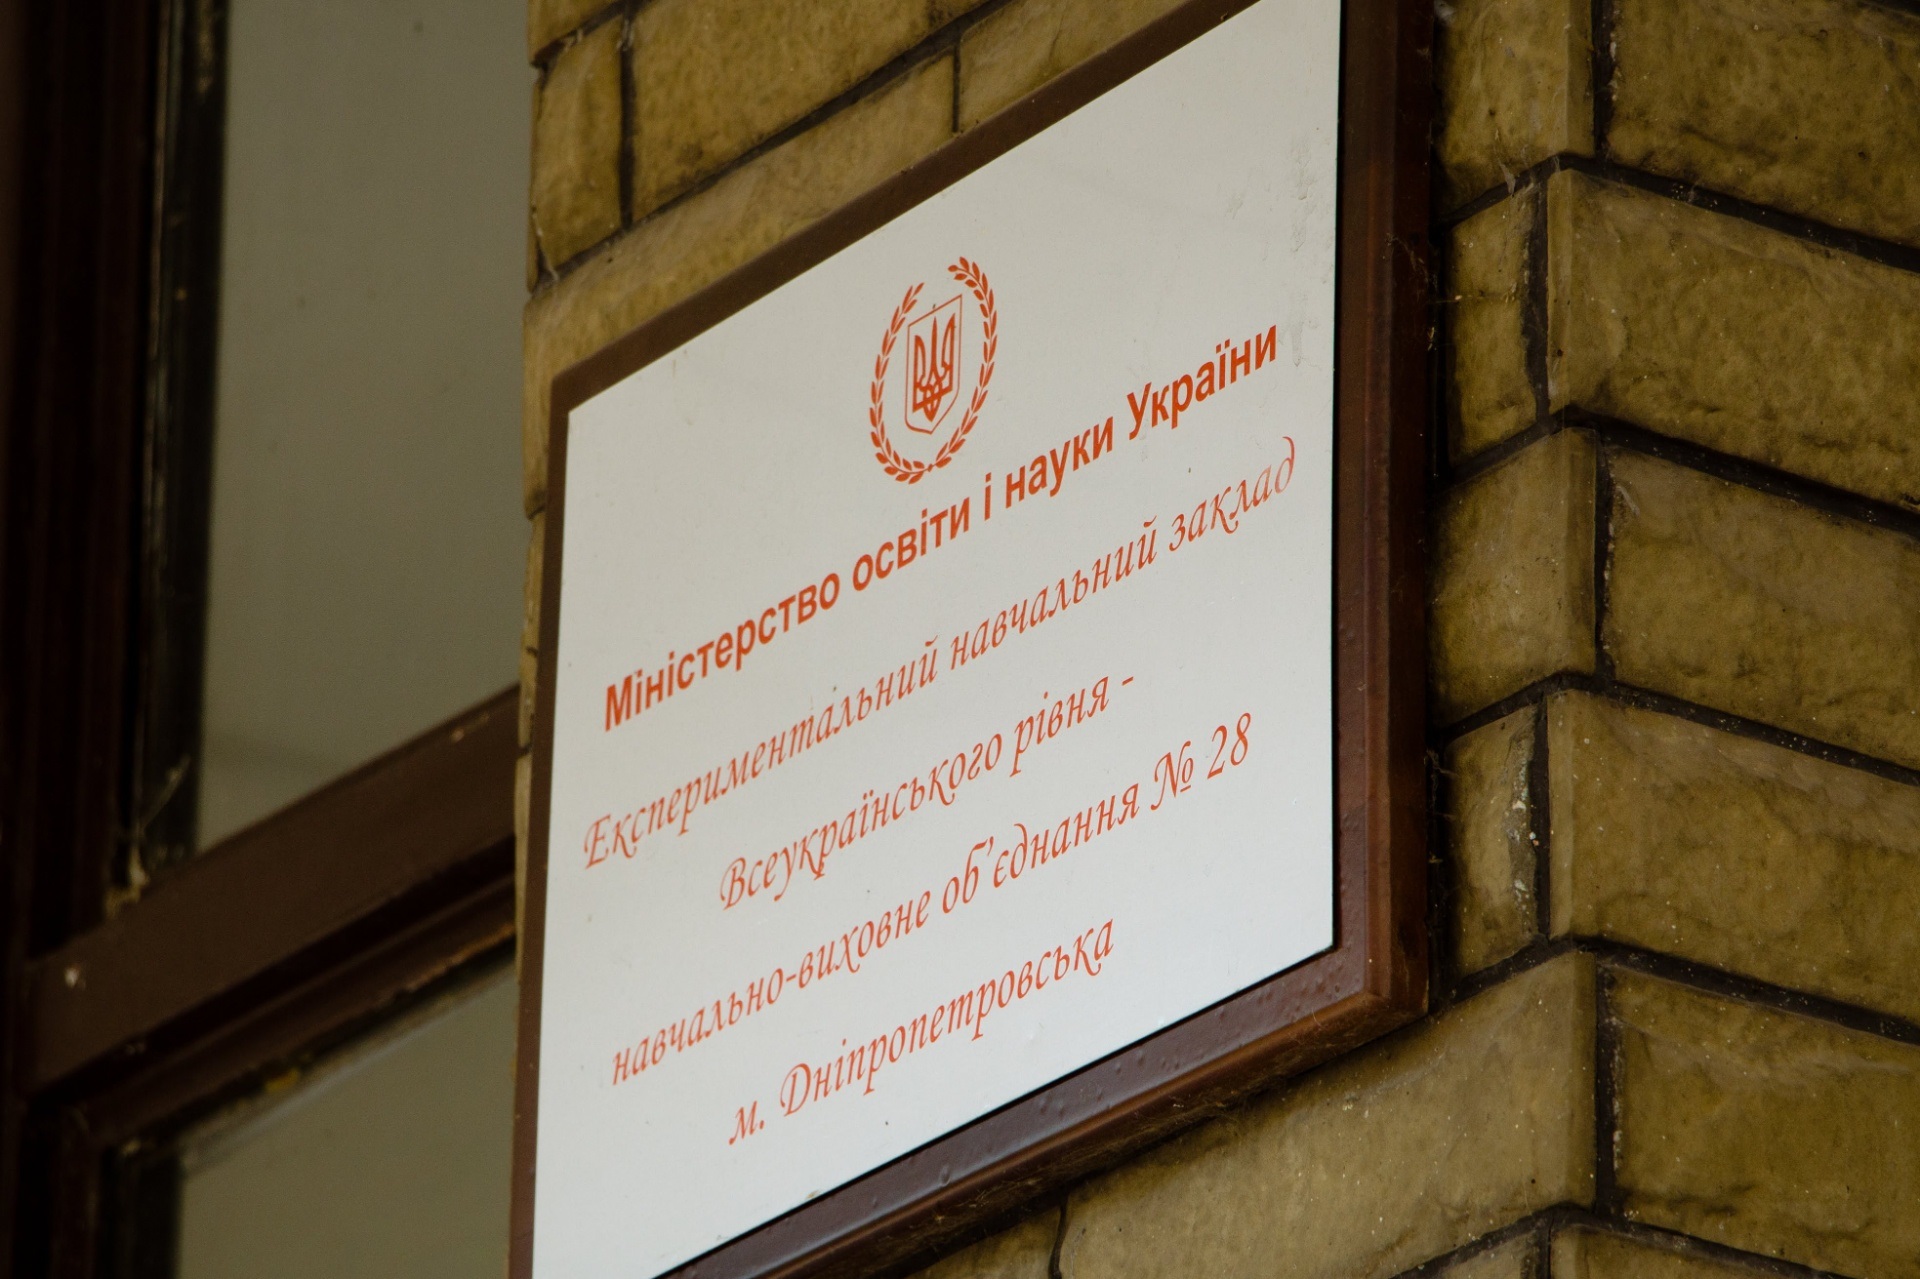 Міністерство освіти і науки України
Експериментальний навчальний заклад
Всеукраїнського рівня -
навчально-виховне об'єднання № 28
м. Дніпропетровська